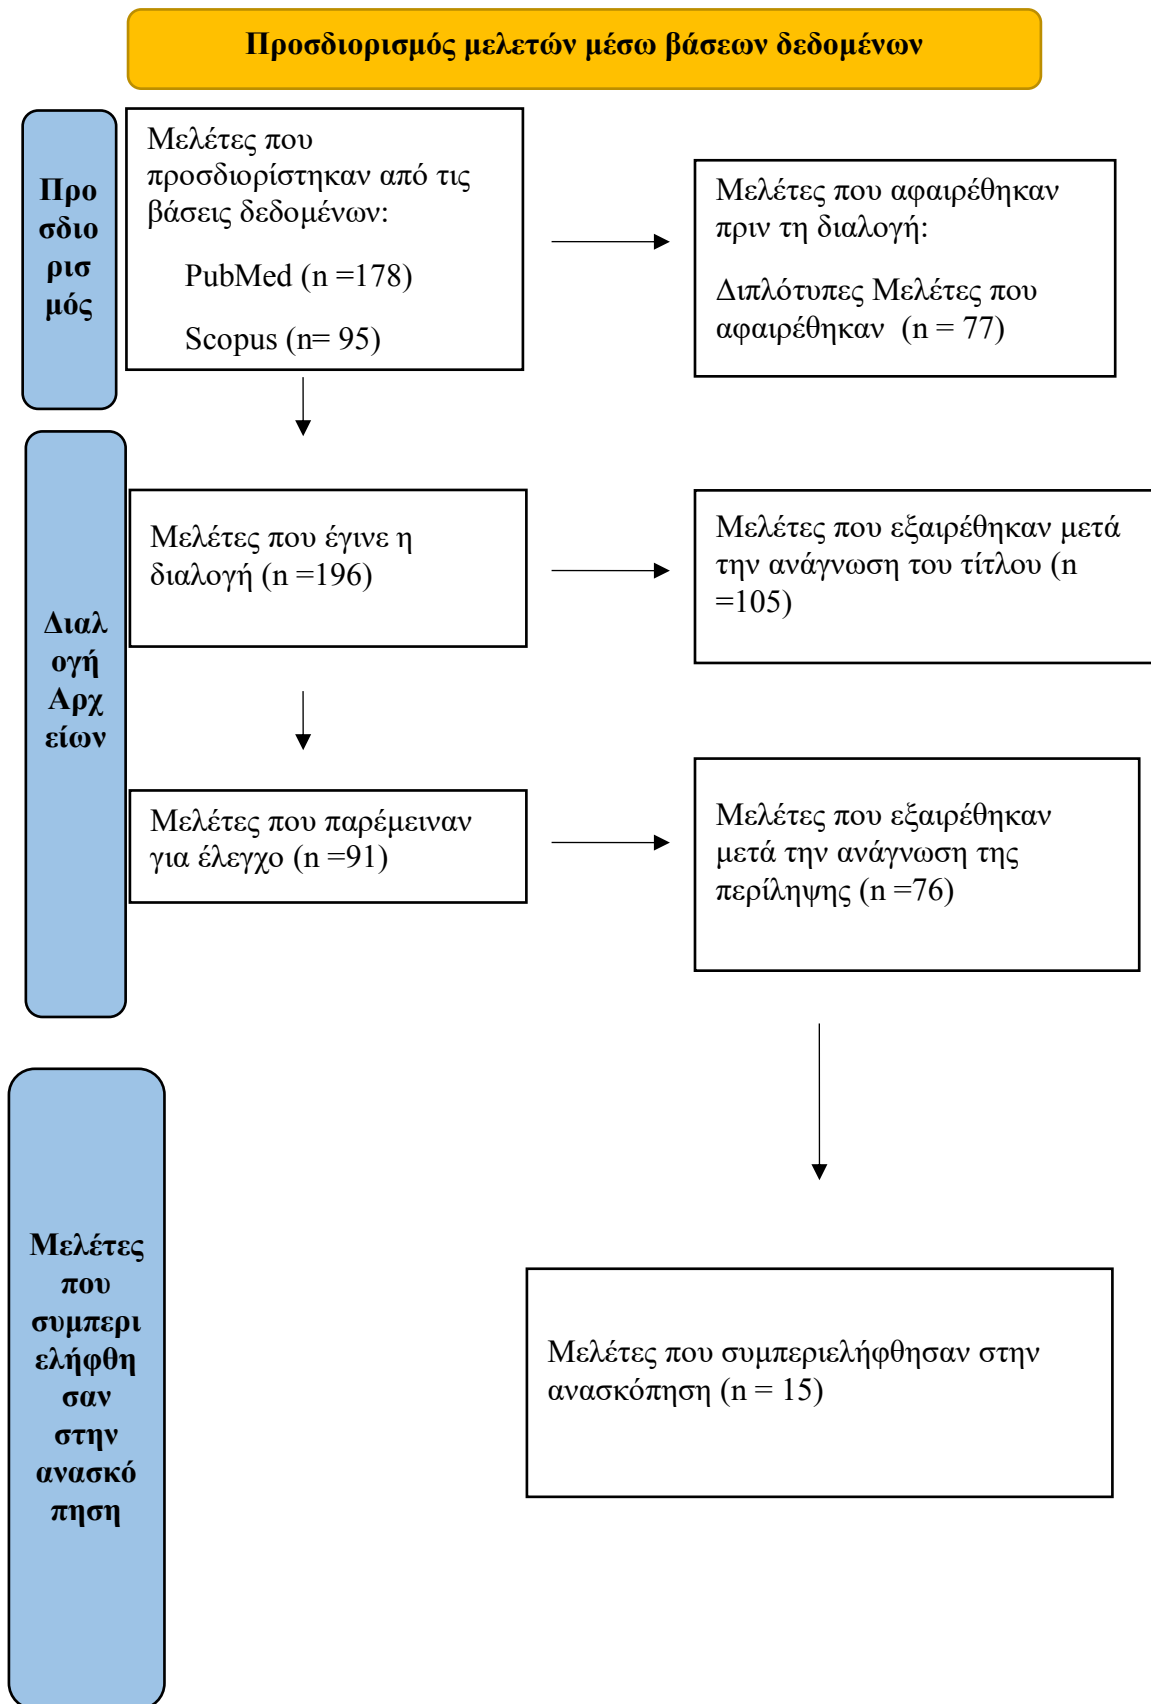 Προσδιορισμός μελετών μέσω βάσεων δεδομένων
Προ
σδιο
ρισ
μός
Μελέτες που
προσδιορίστηκαν από τις
βάσεις δεδομένων:
PubMed (n =178)
Scopus (n= 95)
Μελέτες που αφαιρέθηκαν
πριν τη διαλογή:
Διπλότυπες Μελέτες που
αφαιρέθηκαν  (n = 77)
Διαλ
ογή
Αρχ
είων
Μελέτες που έγινε η
διαλογή (n =196)
Μελέτες που εξαιρέθηκαν μετά
την ανάγνωση του τίτλου (n
=105)
Μελέτες που παρέμειναν
για έλεγχο (n =91)
Μελέτες που εξαιρέθηκαν
μετά την ανάγνωση της
περίληψης (n =76)
Μελέτες
που
συμπερι
ελήφθη
σαν
στην
ανασκό
πηση
Μελέτες που συμπεριελήφθησαν στην
ανασκόπηση (n = 15)